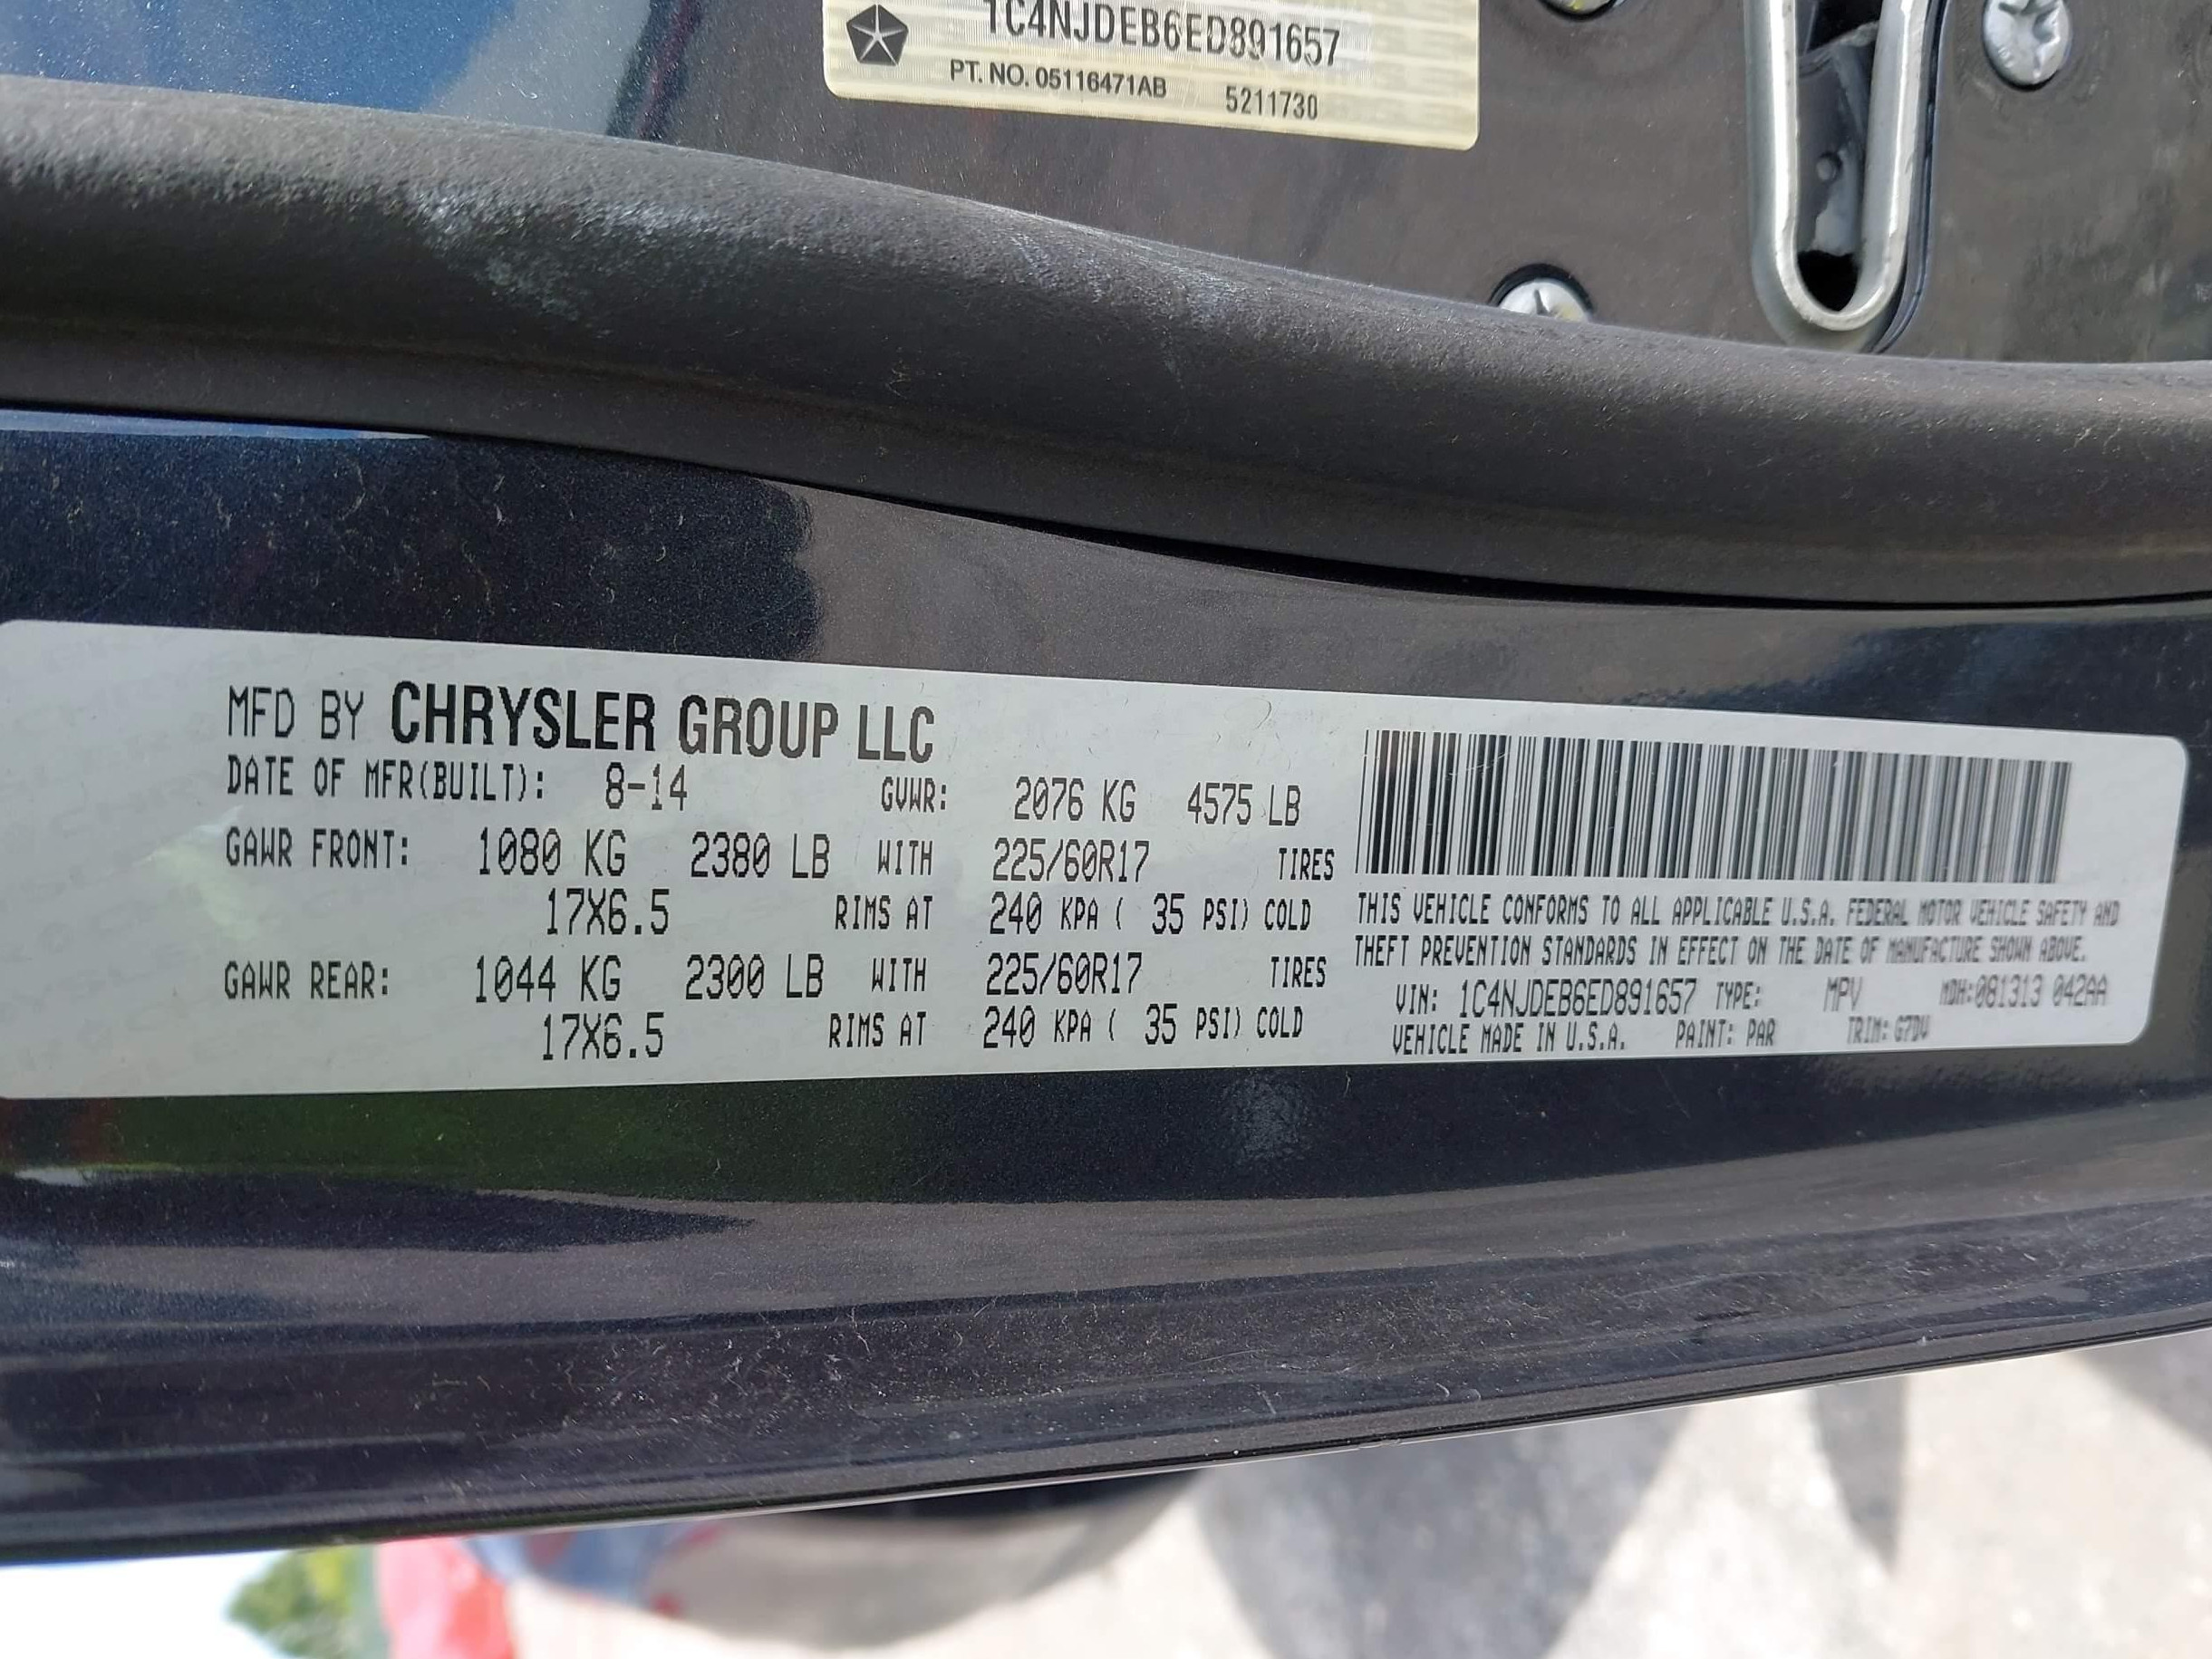 1C4NJDEB6ED891657
PT. NO. 05116471AB 5211730
MFD BY CHRYSLER GROUP LLC
DATE OF MFR(BUILT): 8-14 GVWR: 2076 KG 4575 LB
GAWR FRONT: 1080 KG 2380 LB WITH 225/60R17 TIRES
17X6.5 RIMS AT 240 KPA ( 35 PSI) COLD
GAWR REAR: 1044 KG 2300 LB WITH 225/60R17 TIRES
17X6.5 RIMS AT 240 KPA ( 35 PSI) COLD
THIS VEHICLE CONFORMS TO ALL APPLICABLE U.S.A. FEDERAL MOTOR VEHICLE SAFETY AND
THEFT PREVENTION STANDARDS IN EFFECT ON THE DATE OF MANUFACTURE SHOWN ABOVE.
VIN: 1C4NJDEB6ED891657 TYPE: MPV MDH:081313 042AA
VEHICLE MADE IN U.S.A. PAINT: PAR TRIM: G7DV